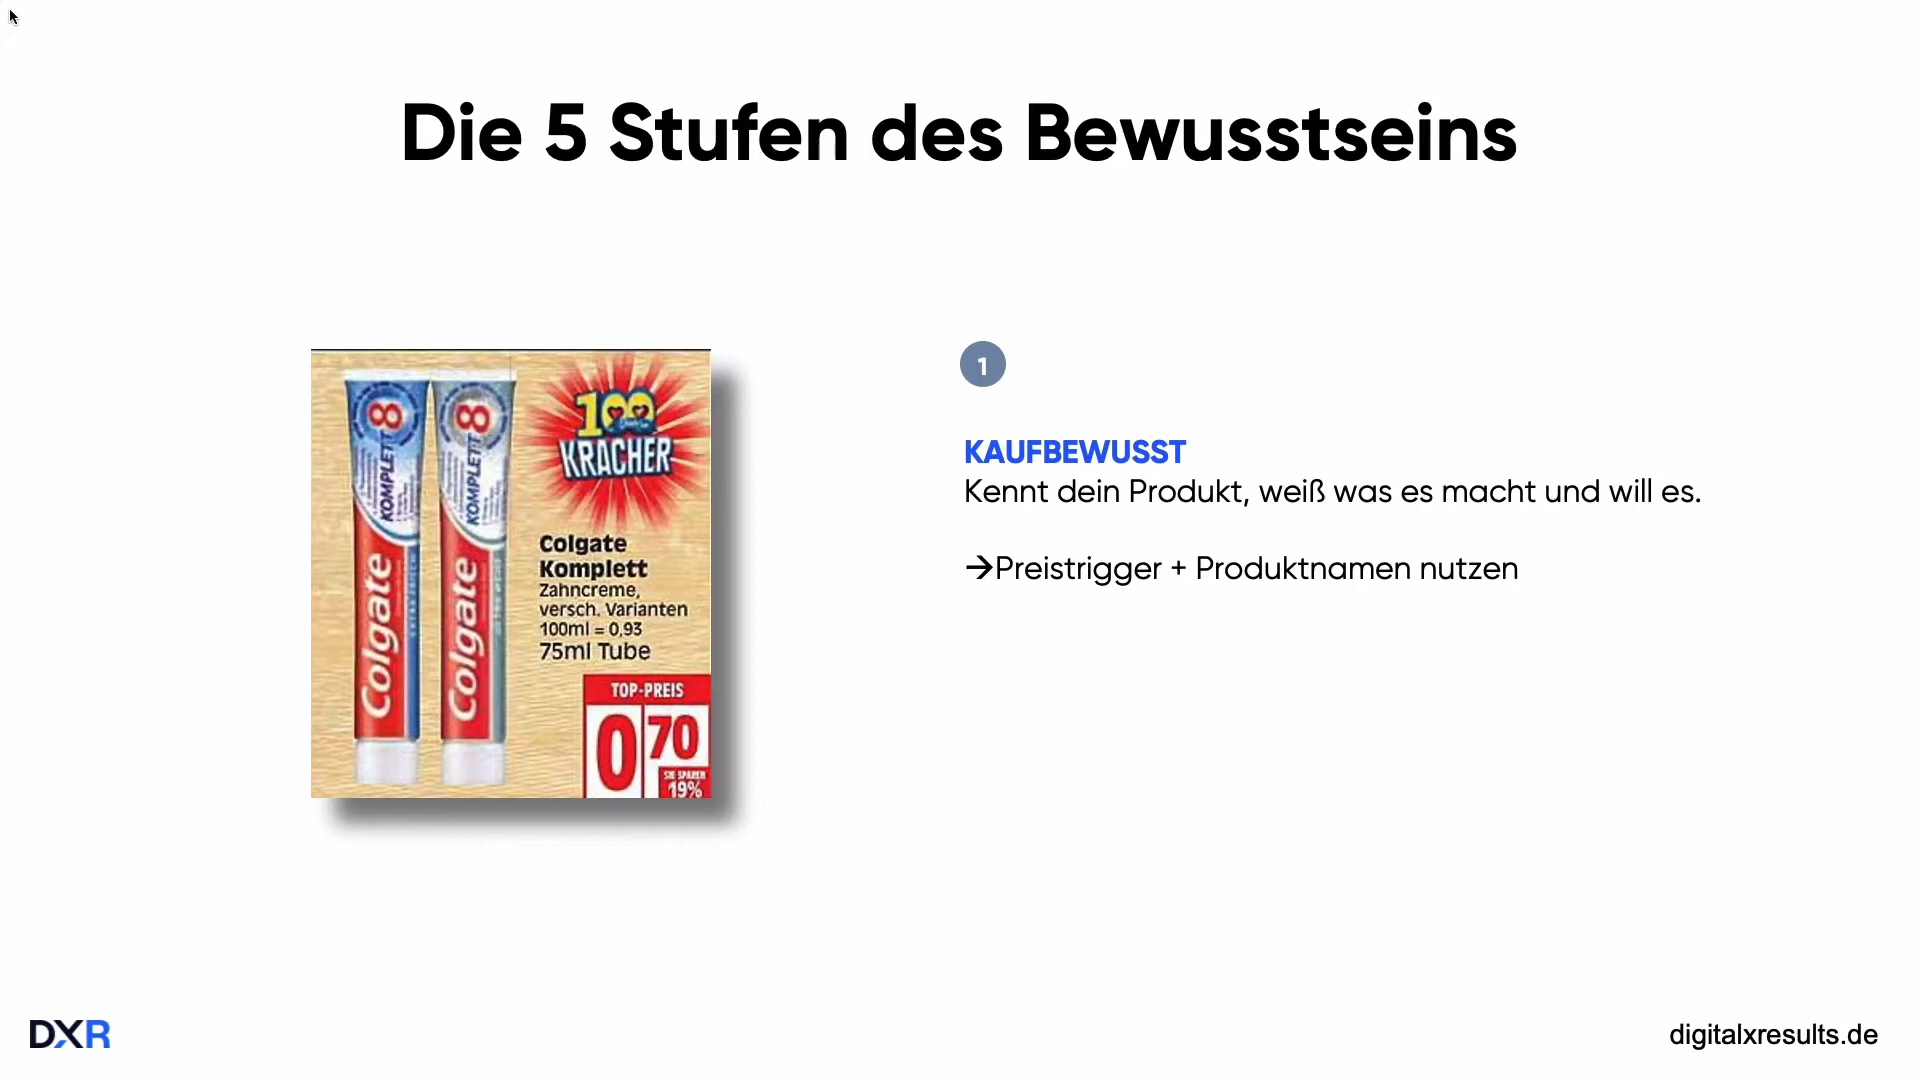 Die 5 Stufen des Bewusstseins
KOMPLETT 8
Colgate
KOMPLETT 8
Colgate
100
KRACHER
Colgate
Komplett
Zahncreme,
versch. Varianten
100ml = 0,93
75ml Tube
TOP-PREIS
0 70
SIE SPAREN
19%
1
KAUFBEWUSST
Kennt dein Produkt, weiß was es macht und will es.
→Preistrigger + Produktnamen nutzen
DXR
digitalxresults.de